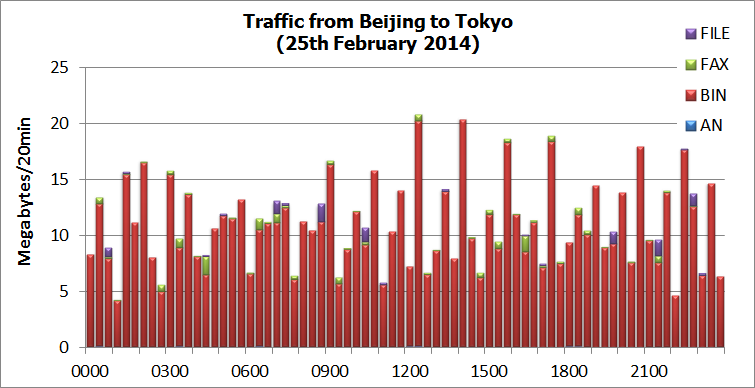 Traffic from Beijing to Tokyo
(25th February 2014)
FILE
FAX
BIN
AN
Megabytes/20min
25
20
15
10
5
0
0000 0300 0600 0900 1200 1500 1800 2100